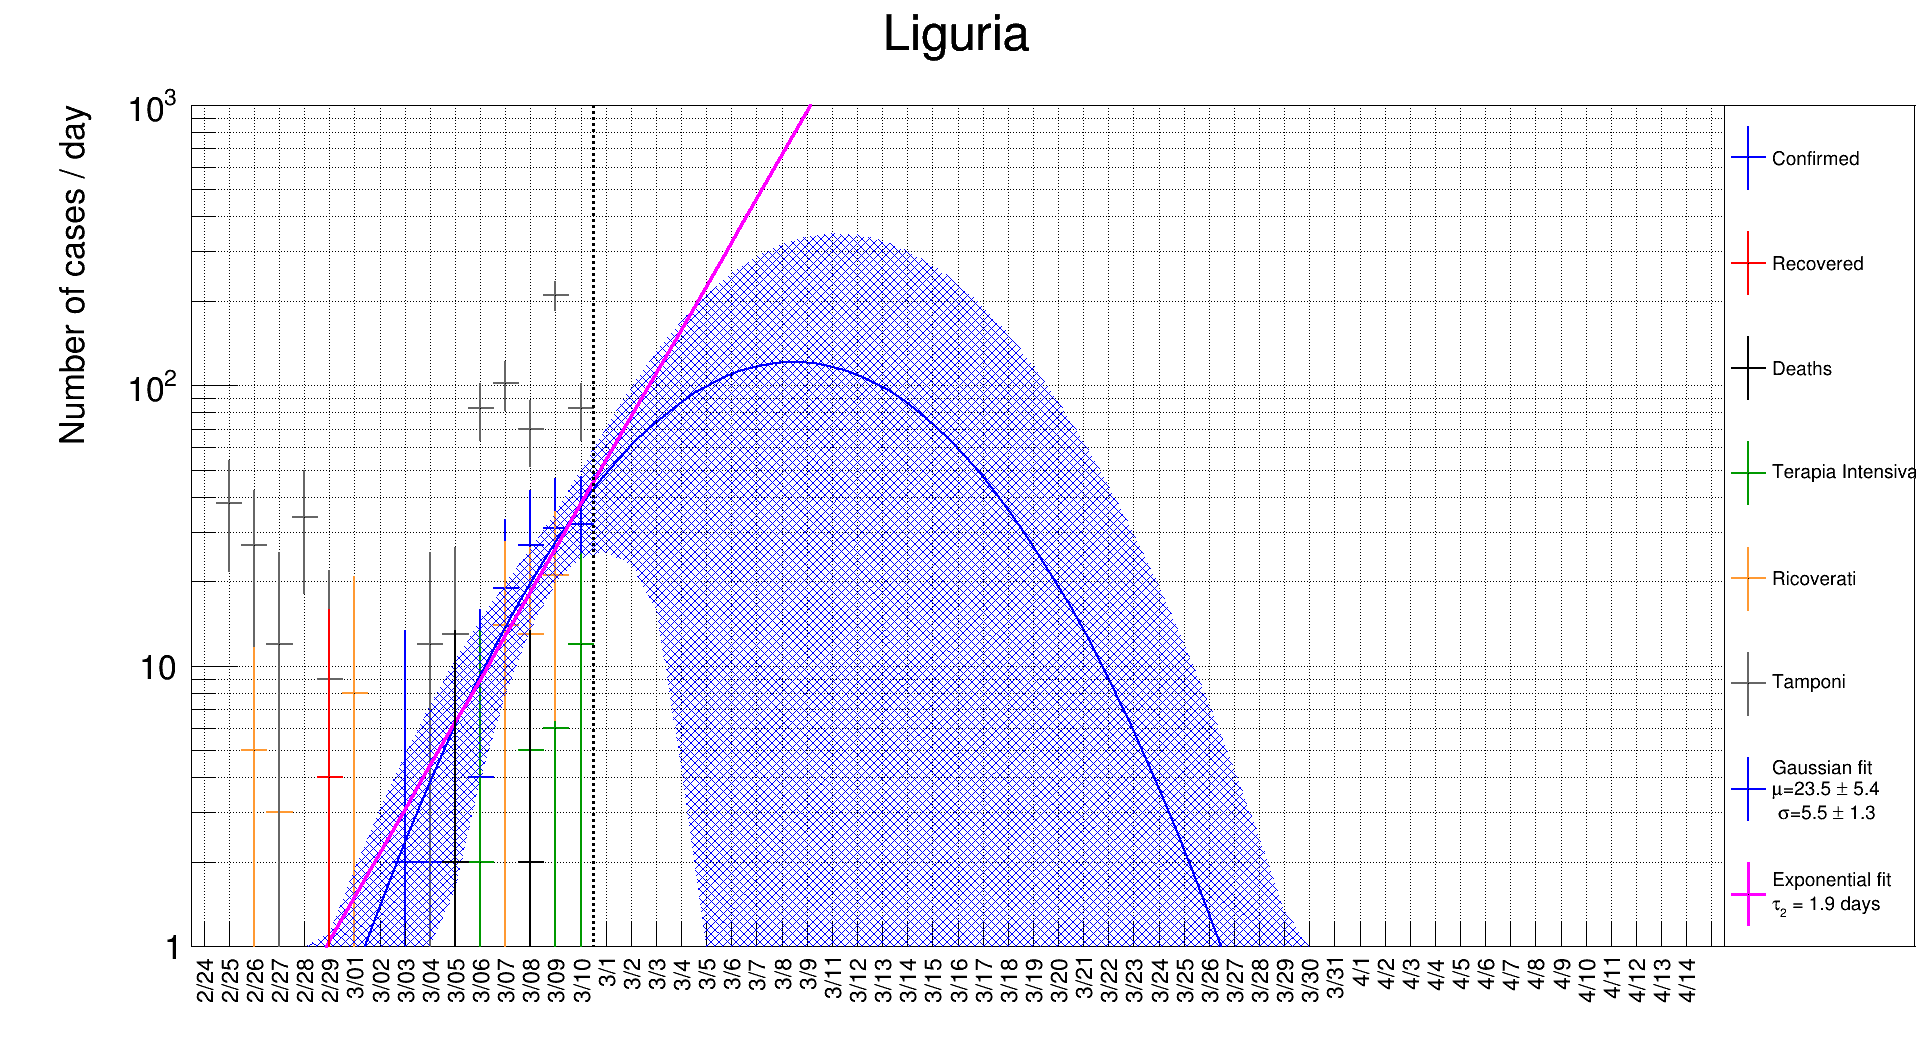 Liguria
Number of cases / day
10³
10²
10
1
2/24 2/25 2/26 2/27 2/28 2/29 3/01 3/02 3/03 3/04 3/05 3/06 3/07 3/08 3/09 3/10 3/1 3/2 3/3 3/4 3/5 3/6 3/7 3/8 3/9 3/11 3/12 3/13 3/14 3/15 3/16 3/17 3/18 3/19 3/20 3/21 3/22 3/23 3/24 3/25 3/26 3/27 3/28 3/29 3/30 3/31 4/1 4/2 4/3 4/4 4/5 4/6 4/7 4/8 4/9 4/10 4/11 4/12 4/13 4/14
Confirmed
Recovered
Deaths
Terapia Intensiva
Ricoverati
Tamponi
Gaussian fit
μ=23.5 ± 5.4
σ=5.5 ± 1.3
Exponential fit
τ₂ = 1.9 days